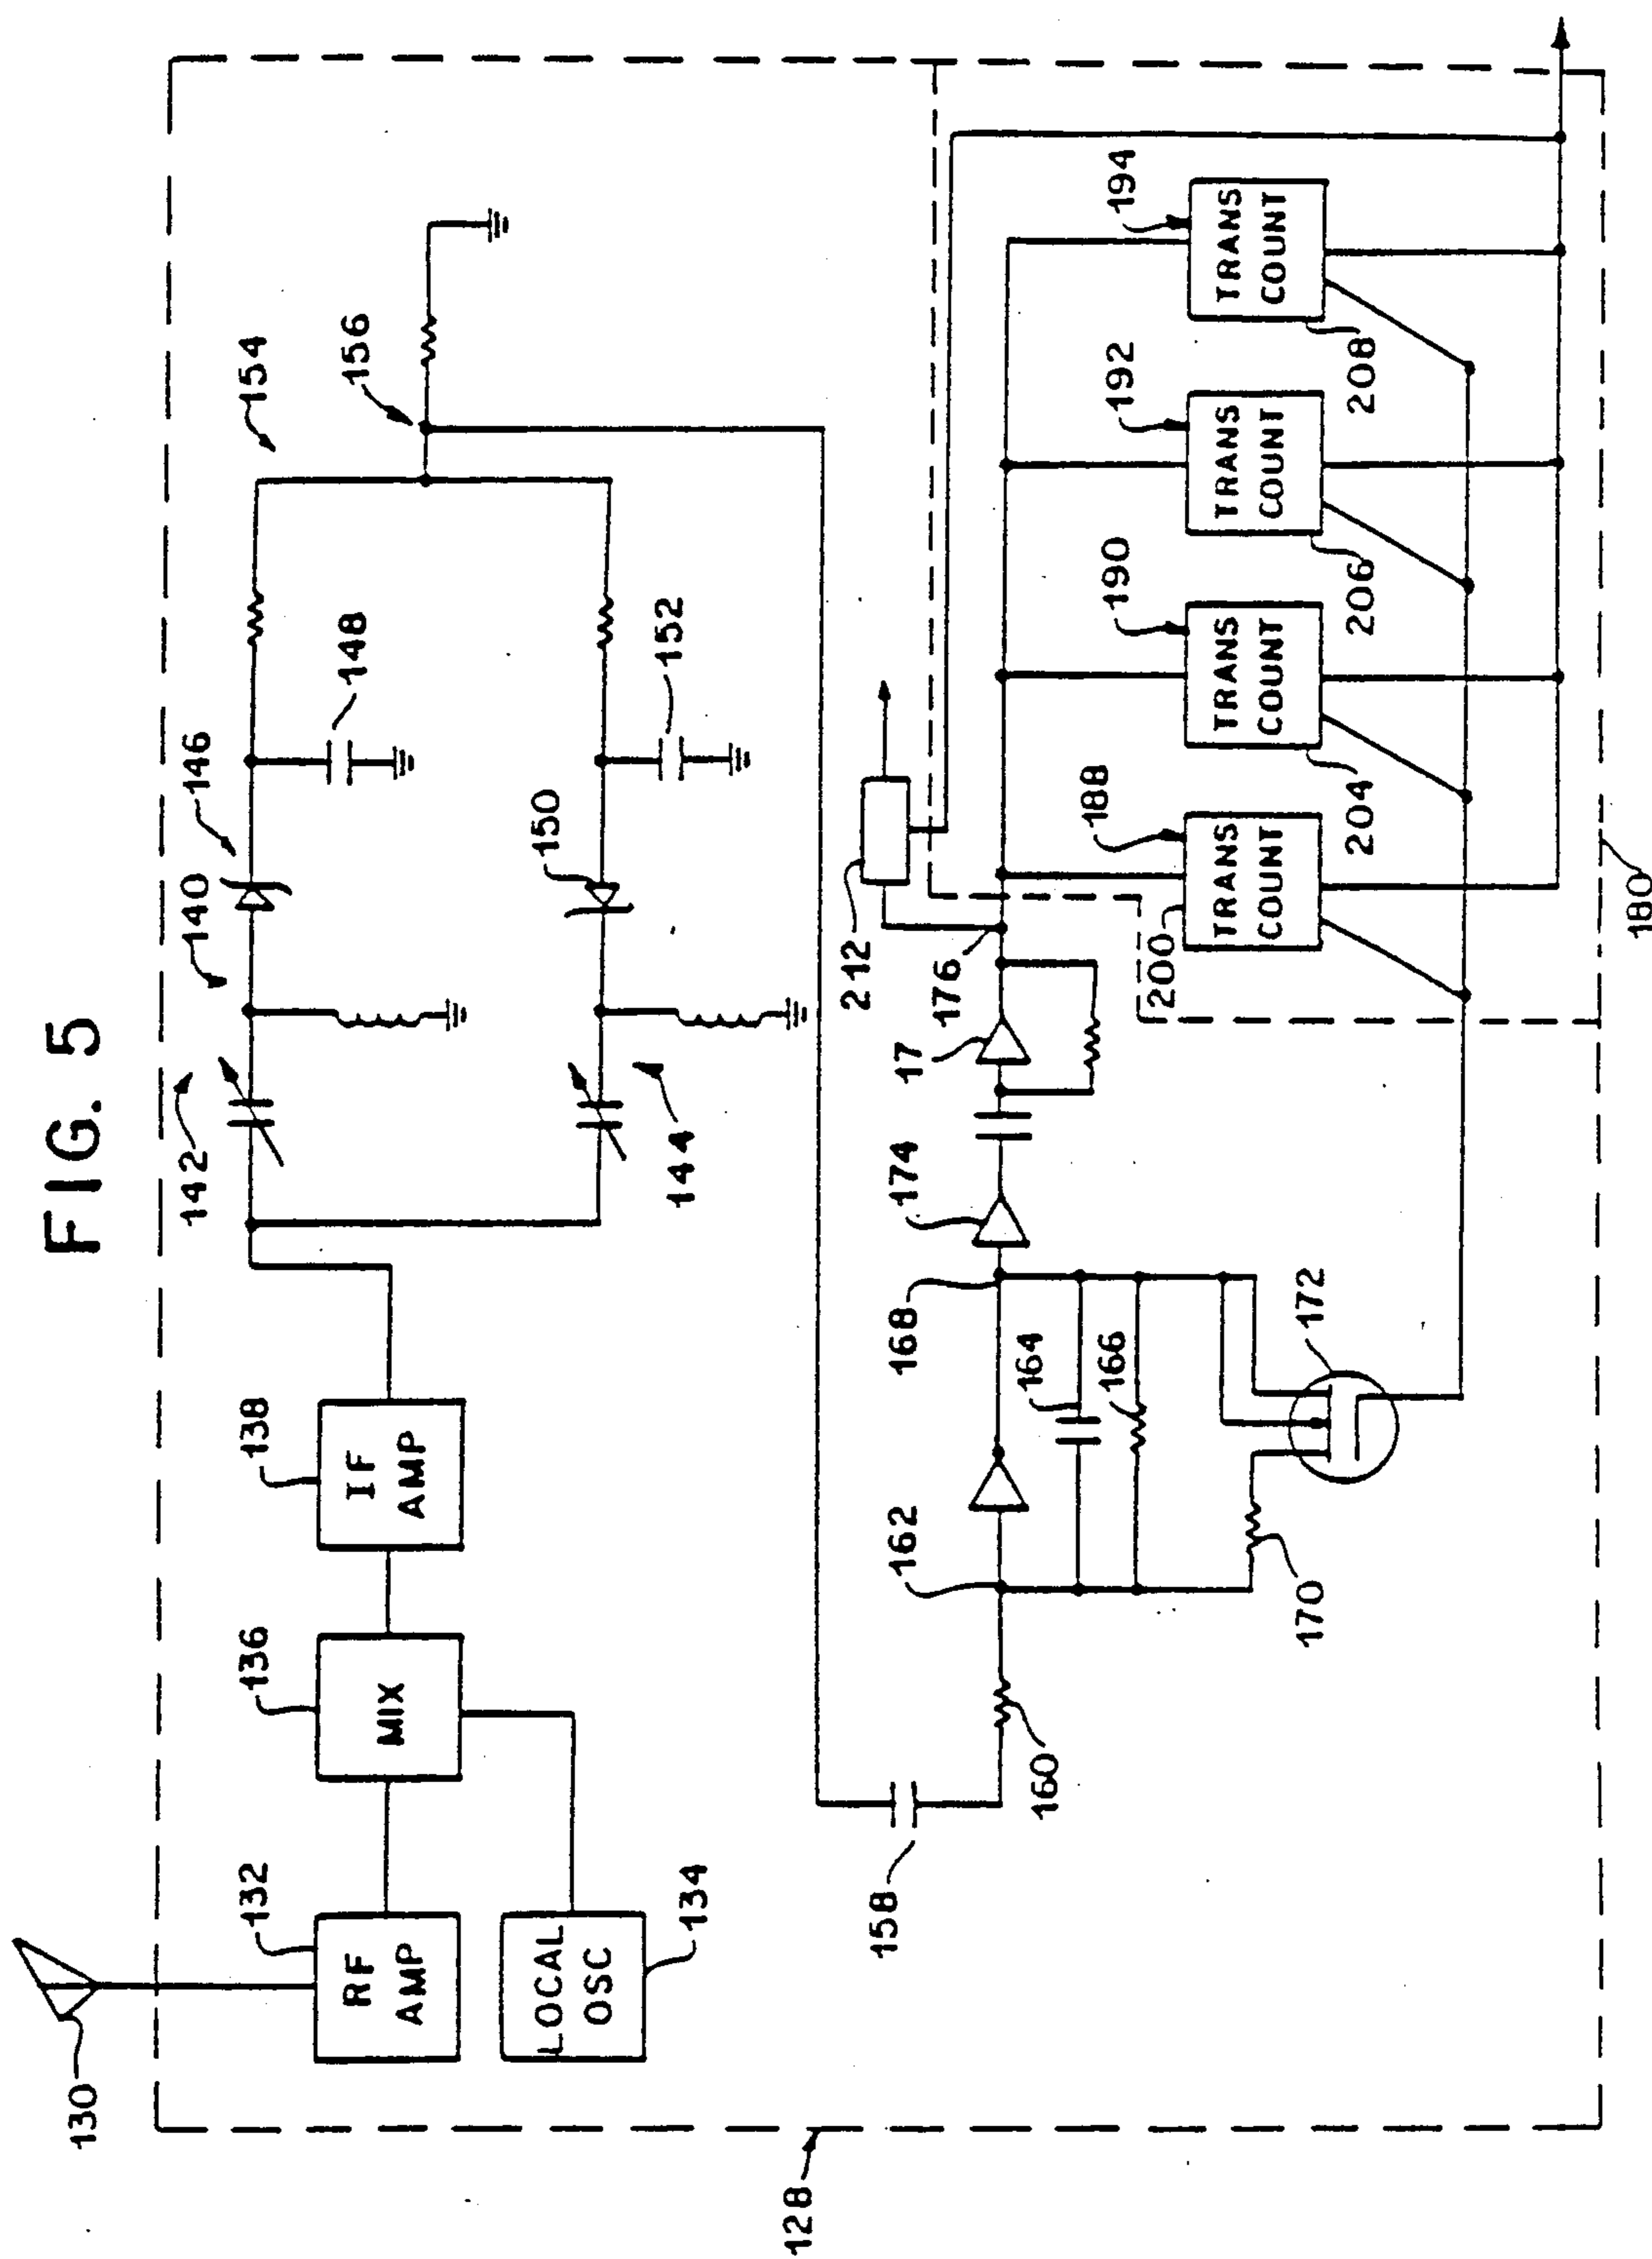 FIG. 5
130
132
RF
AMP
134
LOCAL
OSC
136
MIX
138
IF
AMP
142
140
146
148
154
156
144
150
152
128
158
160
162
164
166
168
170
172
174
17
176
212
200
188
TRANS
COUNT
204
190
TRANS
COUNT
206
192
TRANS
COUNT
208
194
TRANS
COUNT
180